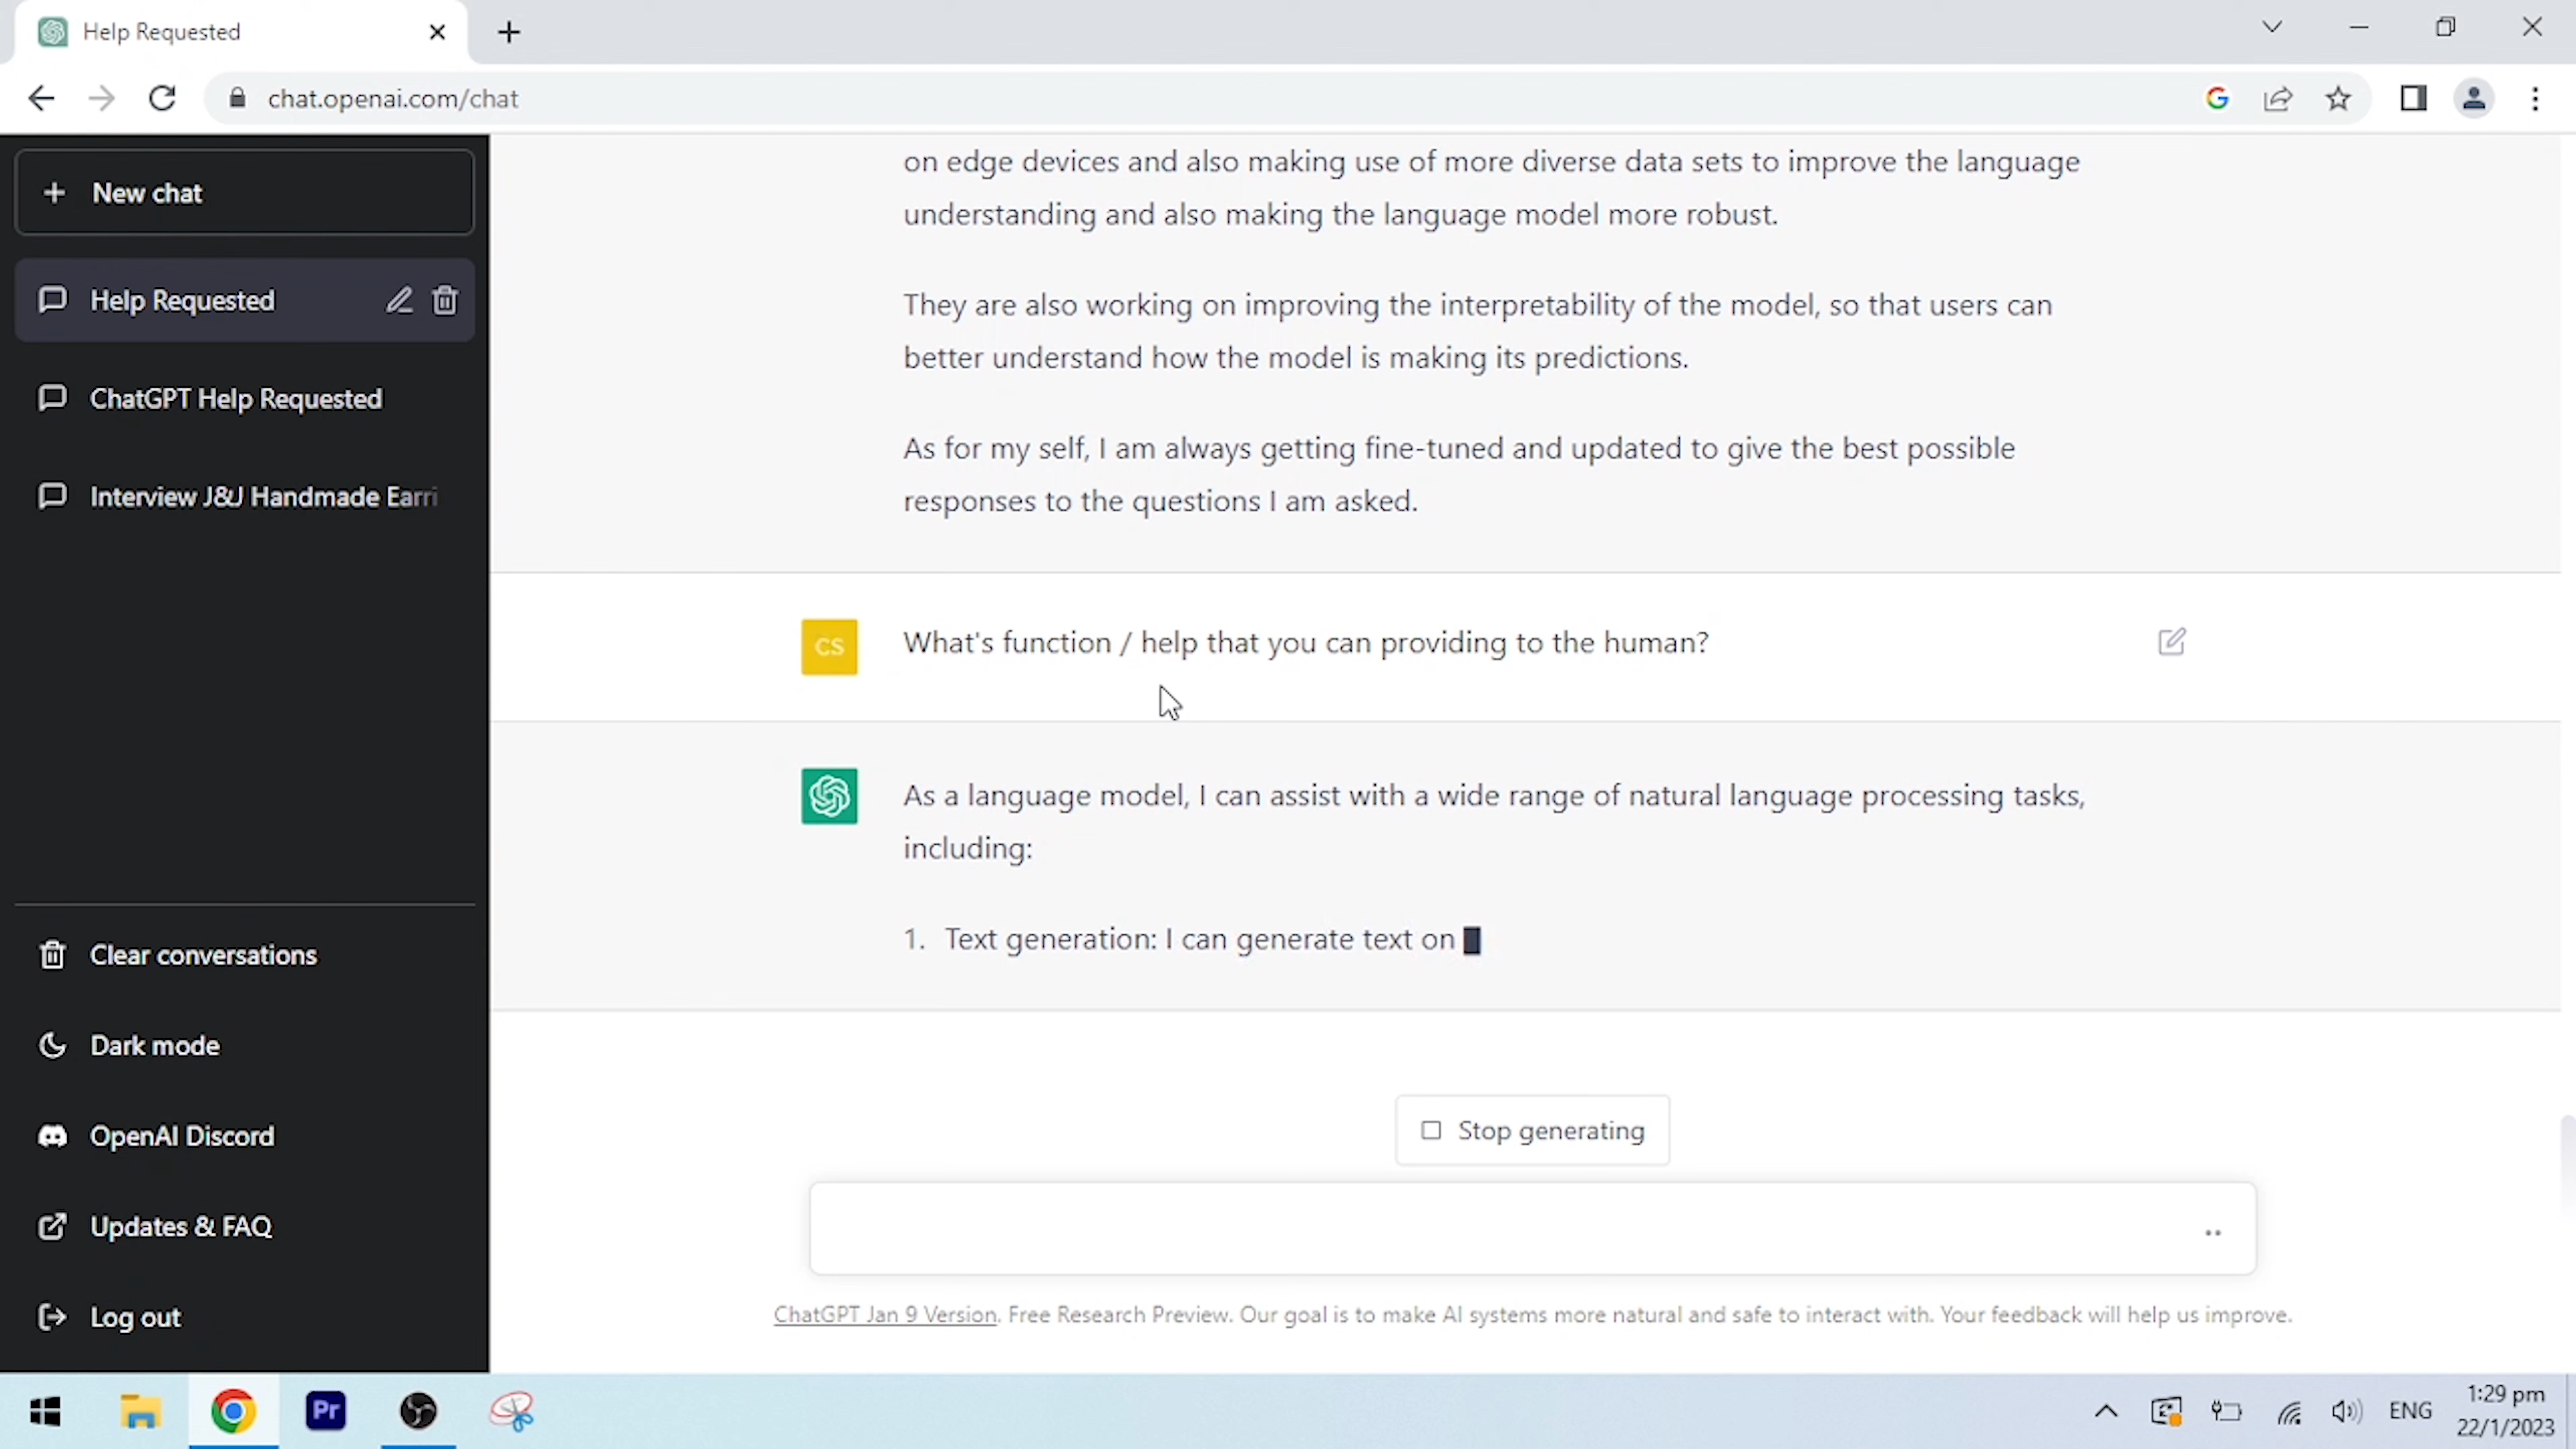 Help Requested
chat.openai.com/chat
New chat
Help Requested
ChatGPT Help Requested
Interview J&J Handmade Earri
Clear conversations
Dark mode
OpenAI Discord
Updates & FAQ
Log out
on edge devices and also making use of more diverse data sets to improve the language
understanding and also making the language model more robust.
They are also working on improving the interpretability of the model, so that users can
better understand how the model is making its predictions.
As for my self, I am always getting fine-tuned and updated to give the best possible
responses to the questions I am asked.
CS
What's function / help that you can providing to the human?
As a language model, I can assist with a wide range of natural language processing tasks,
including:
1. Text generation: I can generate text on
Stop generating
ChatGPT Jan 9 Version. Free Research Preview. Our goal is to make AI systems more natural and safe to interact with. Your feedback will help us improve.
Pr
ENG
1:29 pm
22/1/2023